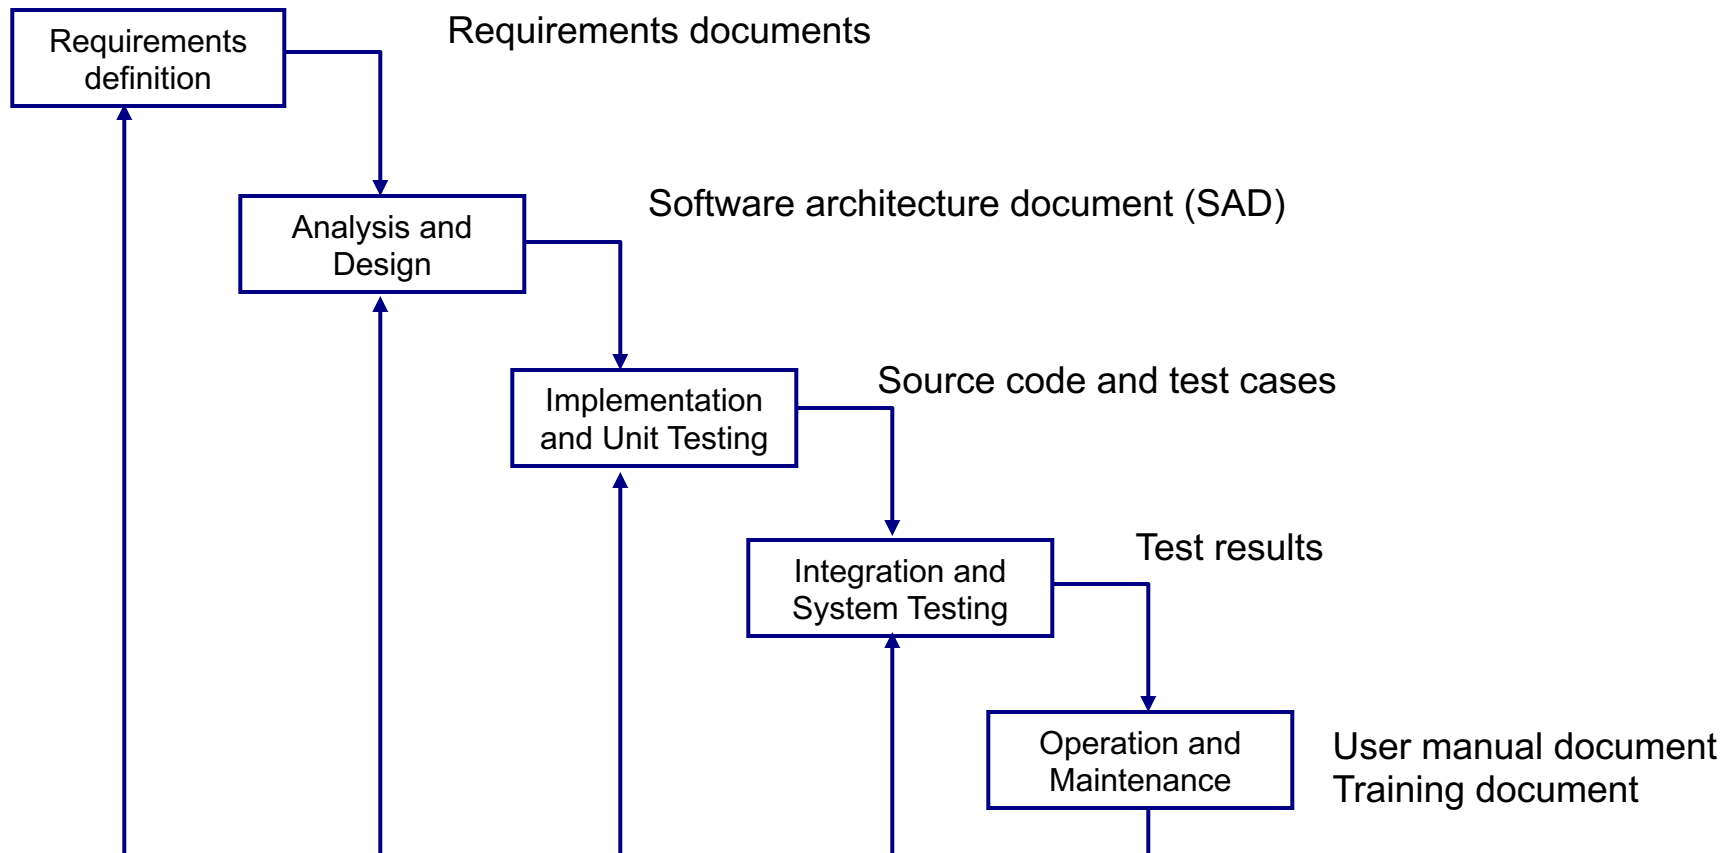 Requirements
definition
Requirements documents
Analysis and
Design
Software architecture document (SAD)
Implementation
and Unit Testing
Source code and test cases
Integration and
System Testing
Test results
Operation and
Maintenance
User manual document
Training document